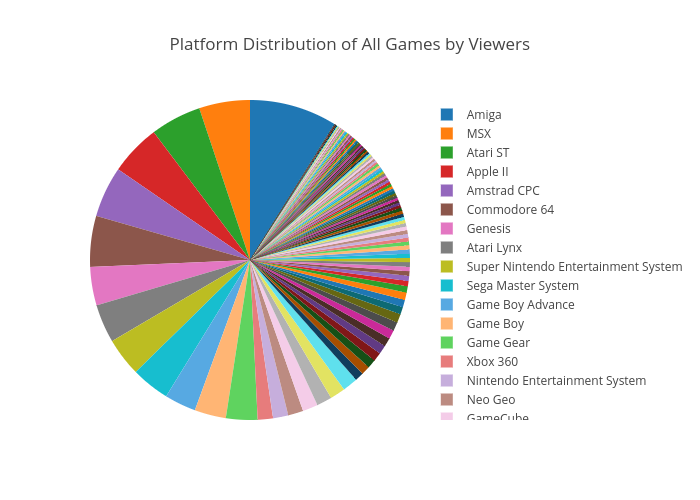 Platform Distribution of All Games by Viewers
Amiga
MSX
Atari ST
Apple II
Amstrad CPC
Commodore 64
Genesis
Atari Lynx
Super Nintendo Entertainment System
Sega Master System
Game Boy Advance
Game Boy
Game Gear
Xbox 360
Nintendo Entertainment System
Neo Geo
GameCube